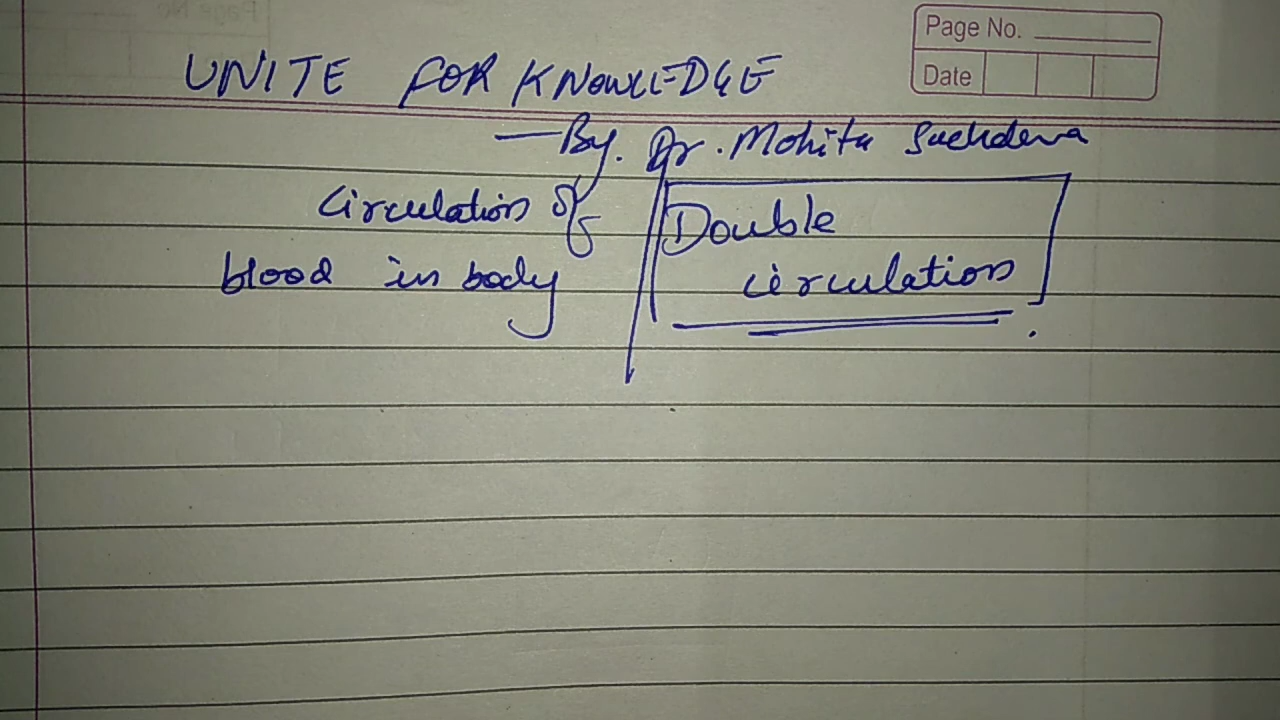 Page No.
Date
UNITE FOR KNOWLEDGE
—By. Dr. Mohita Sachdeva
Circulation of
blood in body
Double
circulation